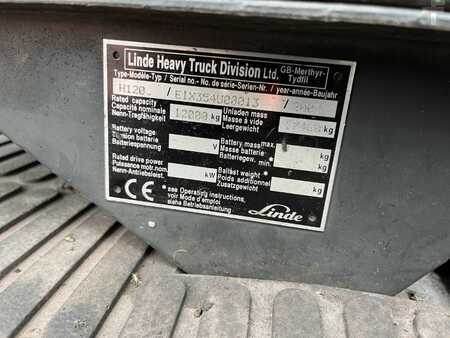 Linde Heavy Truck Division Ltd. GB-Merthyr-Tydfil
Type-Modèle-Typ / Serial no.- No. de série-Serien-Nr. / year-année-Baujahr
H120. / E1X354U00013 /
Rated capacity
Capacité nominale
Nenn-Tragfähigkeit 12000 kg
Unladen mass
Masse à vide
Leergewicht kg
Battery voltage
Tension batterie
Batteriespannung V
Battery mass max.
Masse batterie
Batteriegew. min. kg kg
Rated drive power
Puissance motr.nom.
Nenn-Antriebsleist. kW
Ballast weight
Poids additionnel
Zusatzgewicht kg
CE * see Operating instructions,
voir Mode d'emploi
siehe Betriebsanleitung
Linde